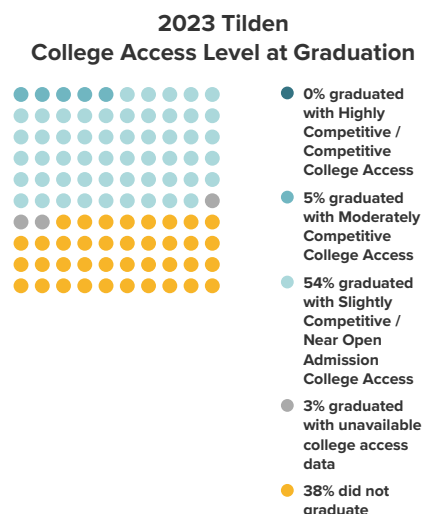 2023 Tilden
College Access Level at Graduation
0% graduated
with Highly
Competitive /
Competitive
College Access
5% graduated
with Moderately
Competitive
College Access
54% graduated
with Slightly
Competitive /
Near Open
Admission
College Access
3% graduated
with unavailable
college access
data
38% did not
graduate